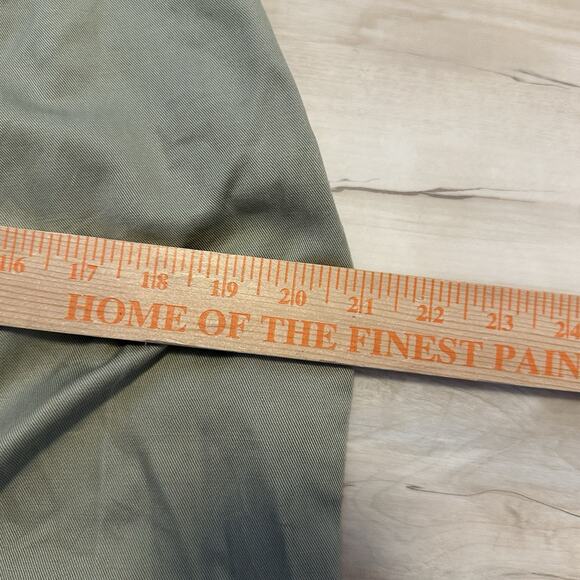 16 17 18 19 20 21 22 23 24
HOME OF THE FINEST PAIN